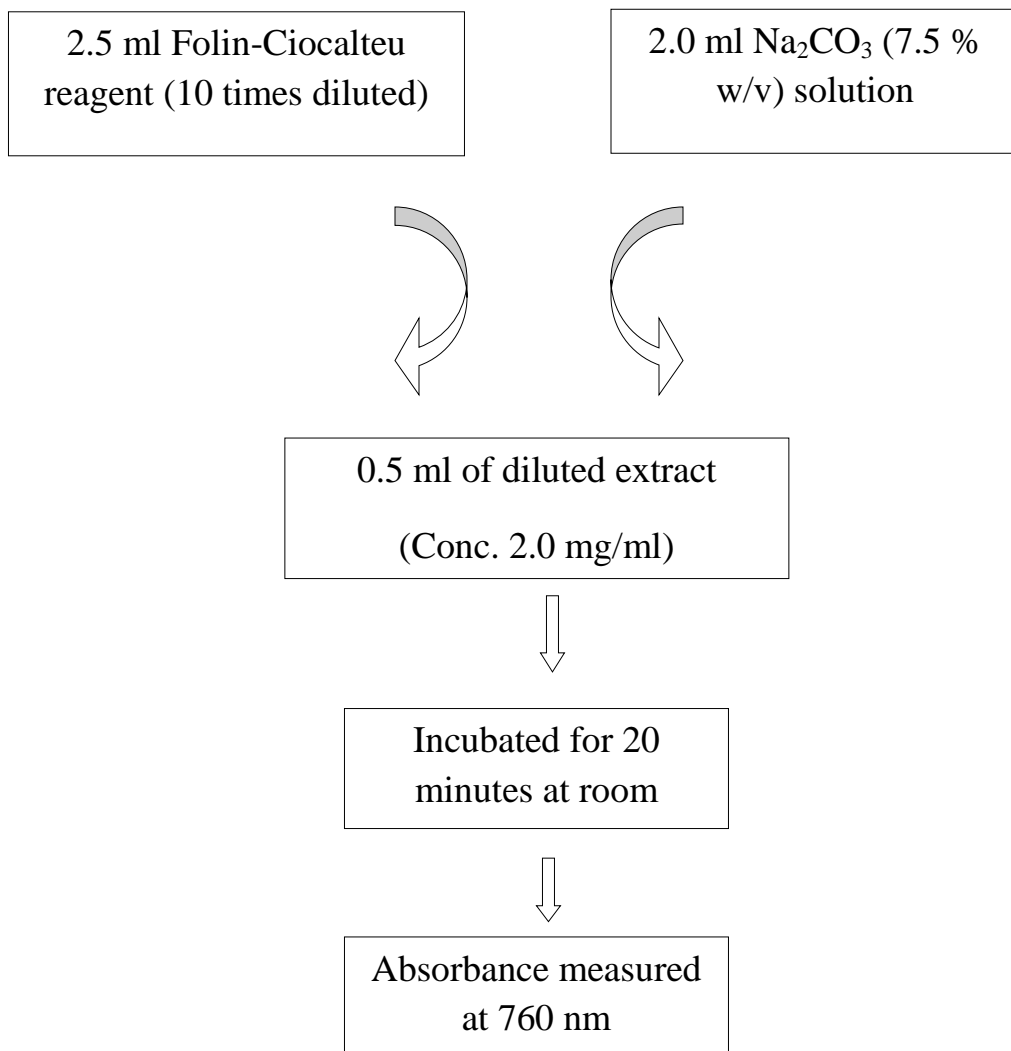 2.5 ml Folin-Ciocalteu
reagent (10 times diluted)
2.0 ml Na₂CO₃ (7.5 %
w/v) solution
0.5 ml of diluted extract
(Conc. 2.0 mg/ml)
Incubated for 20
minutes at room
Absorbance measured
at 760 nm